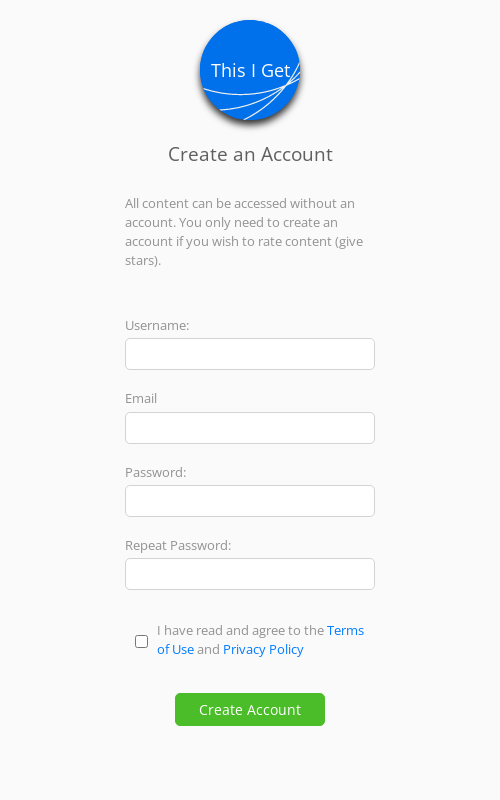 This I Get
Create an Account
All content can be accessed without an
account. You only need to create an
account if you wish to rate content (give
stars).
Username:
Email
Password:
Repeat Password:
I have read and agree to the Terms
of Use and Privacy Policy
Create Account